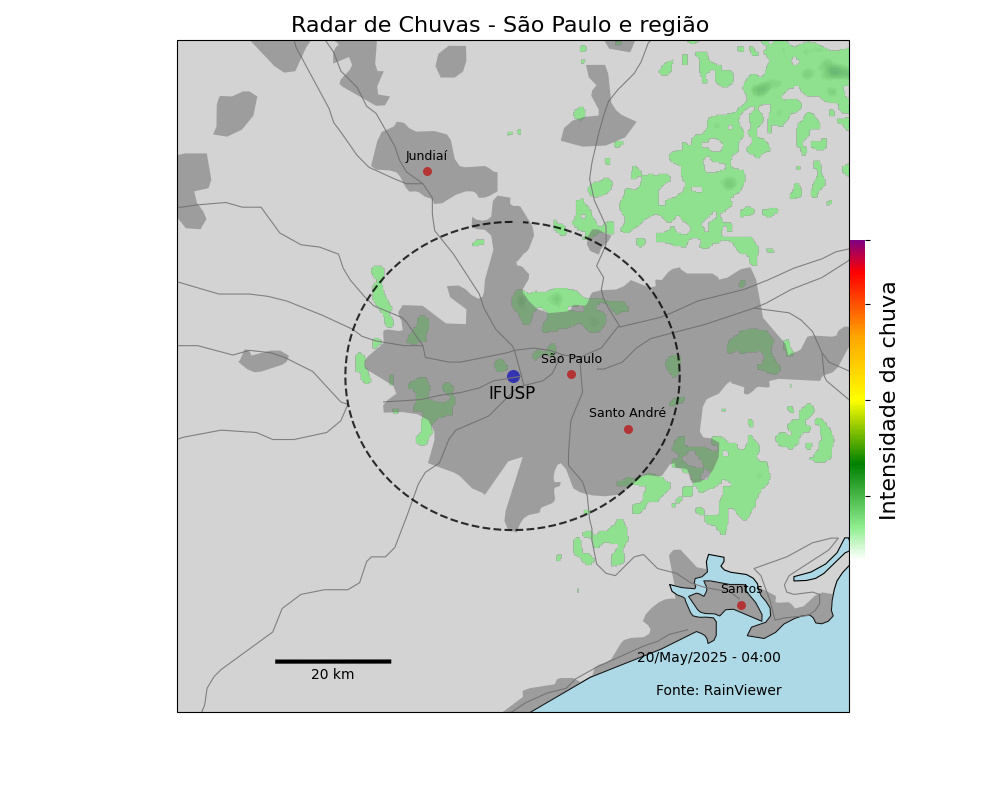 Radar de Chuvas - São Paulo e região
Jundiaí
São Paulo
IFUSP
Santo André
Intensidade da chuva
Santos
20/May/2025 - 04:00
20 km
Fonte: RainViewer